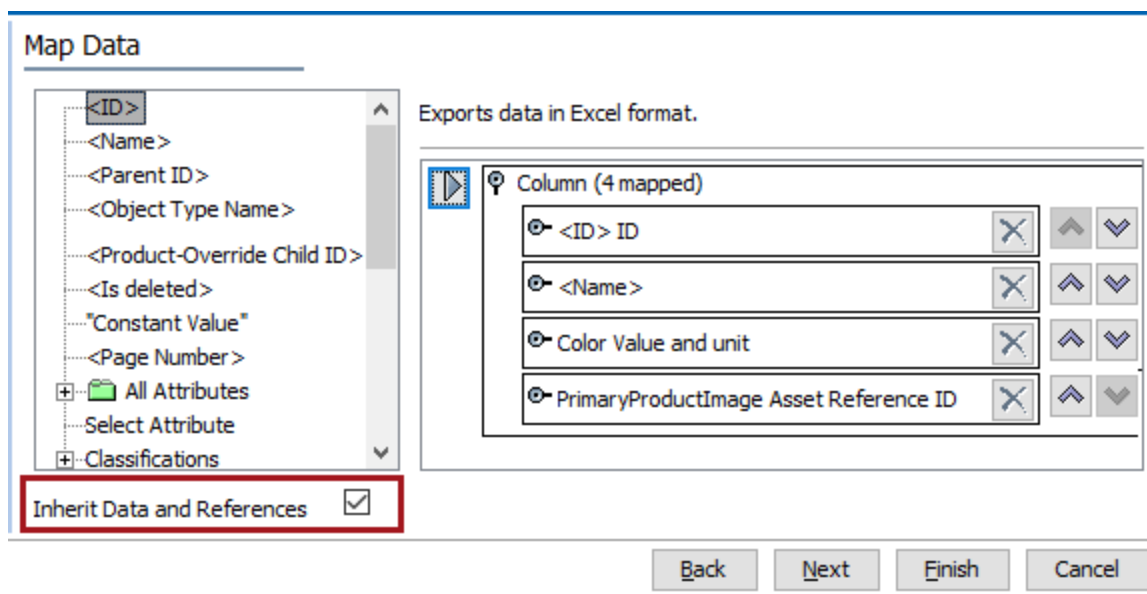 Map Data
<ID>
<Name>
<Parent ID>
<Object Type Name>
<Product-Override Child ID>
<Is deleted>
"Constant Value"
<Page Number>
All Attributes
Select Attribute
Classifications
Inherit Data and References
Exports data in Excel format.
Column (4 mapped)
<ID> ID
<Name>
Color Value and unit
PrimaryProductImage Asset Reference ID
Back Next Finish Cancel